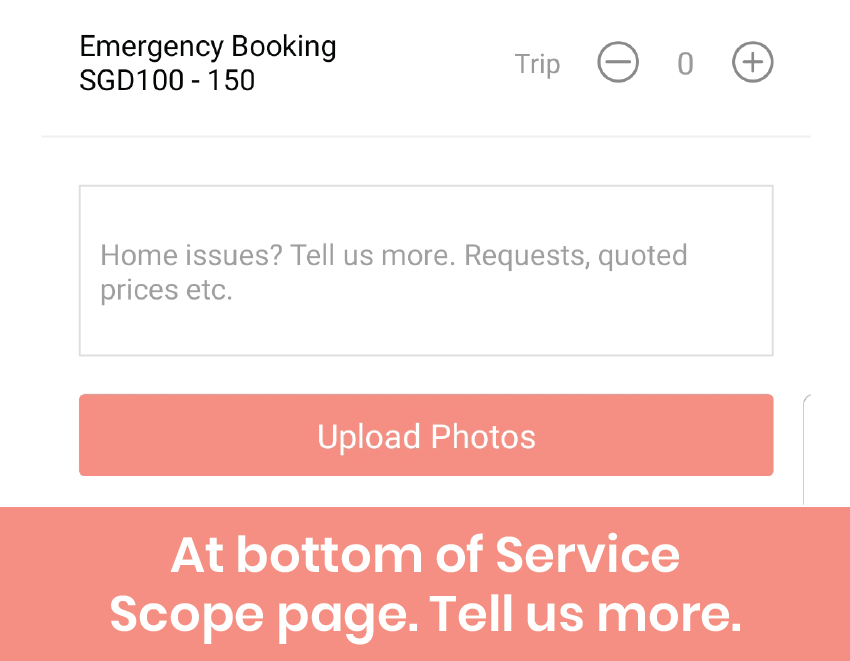 Emergency Booking
SGD100 - 150
Trip
0
Home issues? Tell us more. Requests, quoted
prices etc.
Upload Photos
At bottom of Service
Scope page. Tell us more.